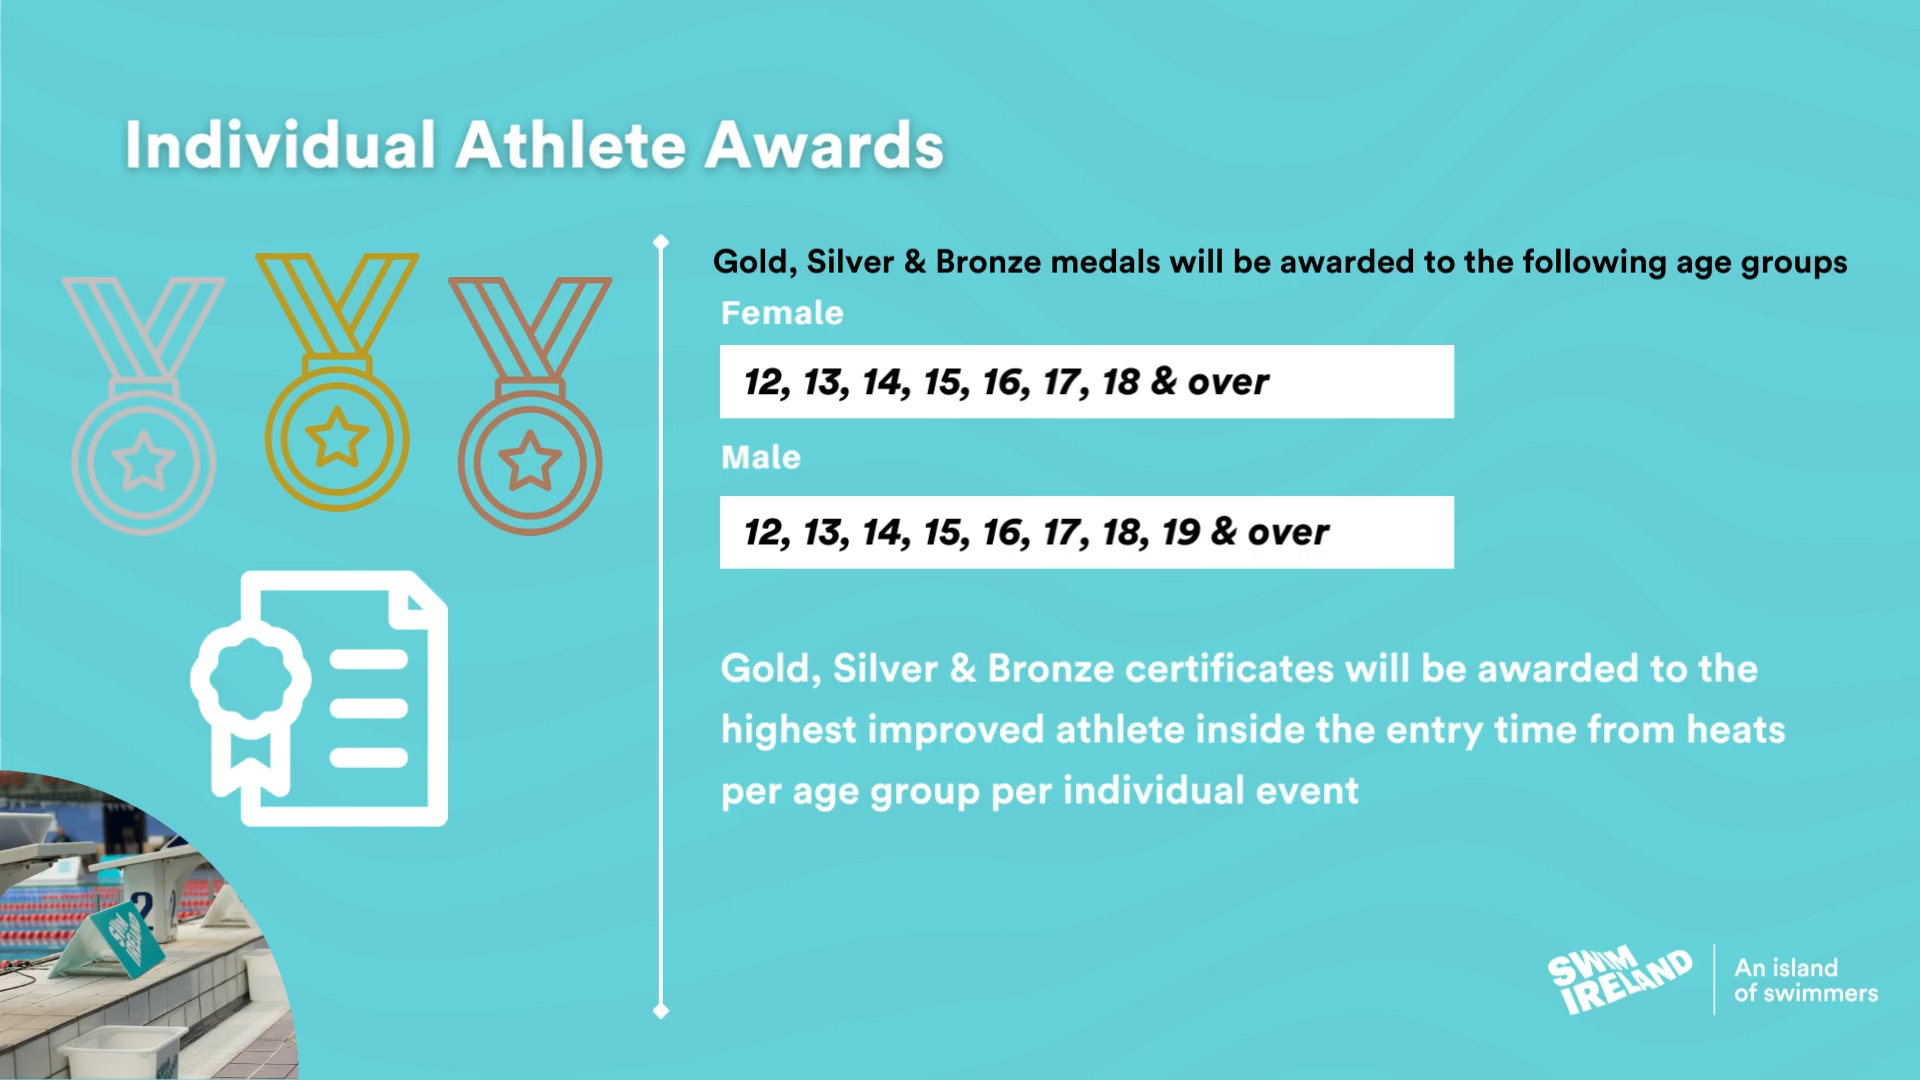 Individual Athlete Awards
Gold, Silver & Bronze medals will be awarded to the following age groups
Female
12, 13, 14, 15, 16, 17, 18 & over
Male
12, 13, 14, 15, 16, 17, 18, 19 & over
Gold, Silver & Bronze certificates will be awarded to the
highest improved athlete inside the entry time from heats
per age group per individual event
2
SWIM
IRELAND
SWIM
IRELAND
An island
of swimmers